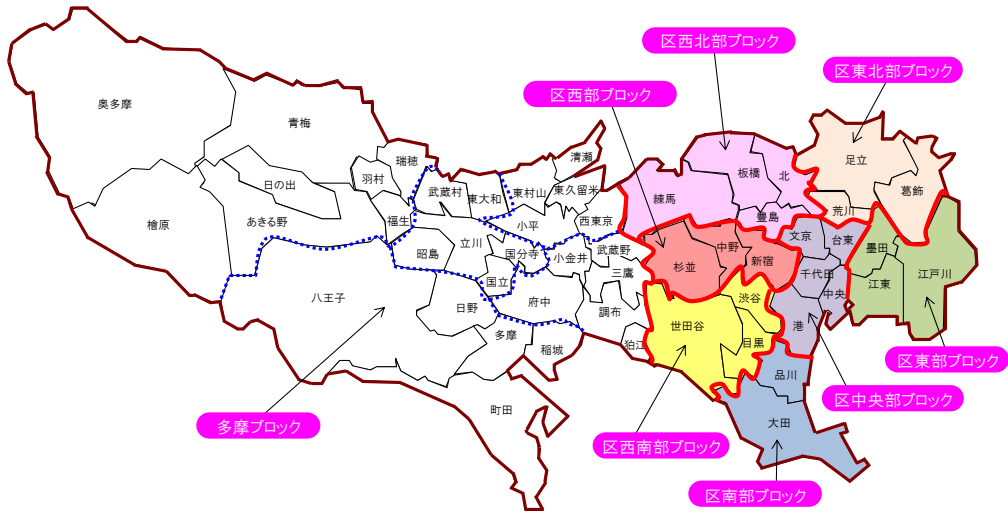 区西北部ブロック
区東北部ブロック
区西部ブロック
奥多摩
青梅
瑞穂
清瀬
足立
日の出
羽村
武蔵村
東大和
東村山
東久留米
練馬
板橋
北
葛飾
檜原
あきる野
福生
小平
西東京
豊島
荒川
昭島
立川
国分寺
小金井
武蔵野
中野
新宿
文京
台東
墨田
江戸川
八王子
国立
三鷹
杉並
千代田
中央
江東
日野
府中
調布
渋谷
世田谷
港
多摩
稲城
狛江
目黒
品川
区東部ブロック
町田
区中央部ブロック
大田
多摩ブロック
区西南部ブロック
区南部ブロック